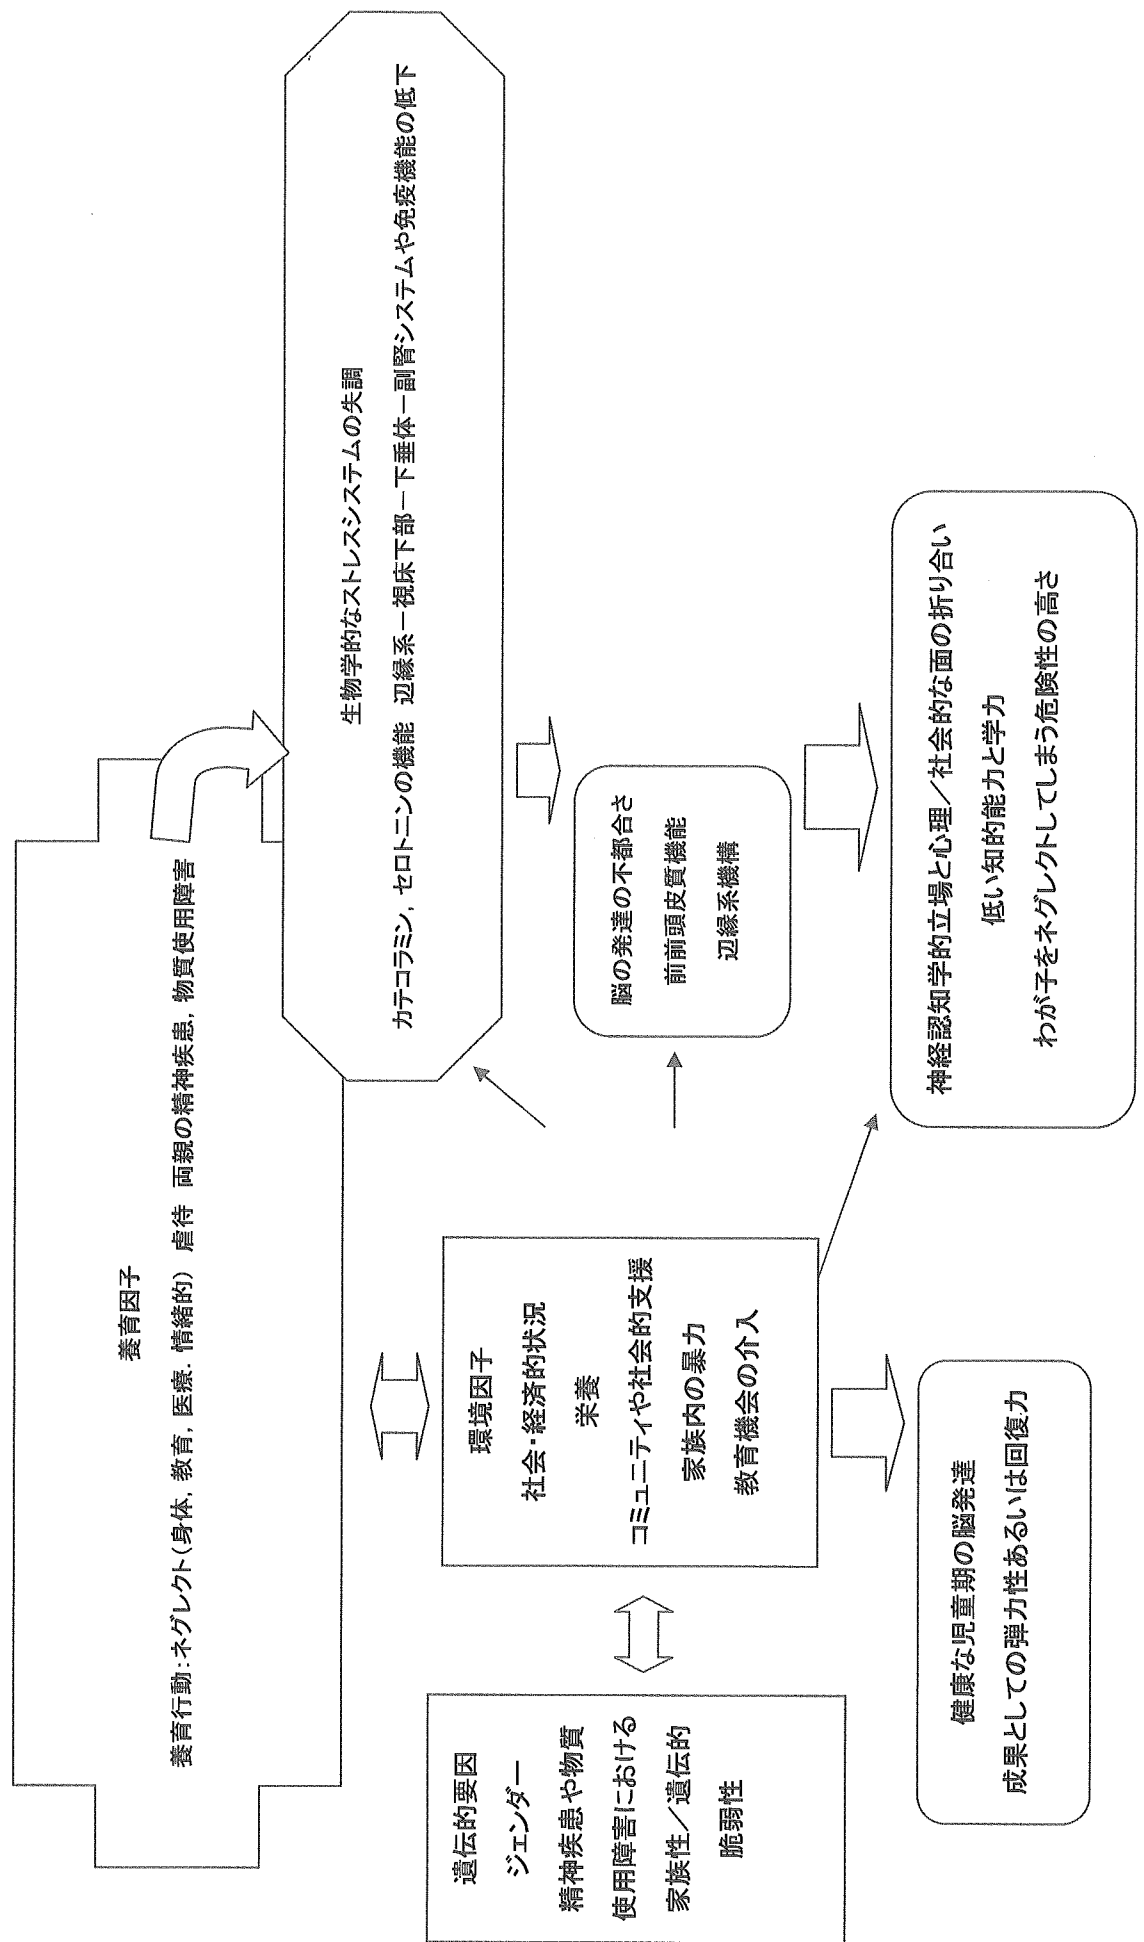 養育因子
養育行動:ネグレクト(身体, 教育, 医療. 情緒的) 虐待 両親の精神疾患, 物質使用障害
生物学的なストレスシステムの失調
カテコラミン, セロトニンの機能 辺縁系ー視床下部ー下垂体ー副腎システムや免疫機能の低下
遺伝的要因
ジェンダー
精神疾患や物質
使用障害における
家族性/遺伝的
脆弱性
環境因子
社会・経済的状況
栄養
コミュニティや社会的支援
家族内の暴力
教育機会の介入
脳の発達の不都合さ
前前頭皮質機能
辺縁系機構
健康な児童期の脳発達
成果としての弾力性あるいは回復力
神経認知学的立場と心理/社会的な面の折り合い
低い知的能力と学力
わが子をネグレクトしてしまう危険性の高さ